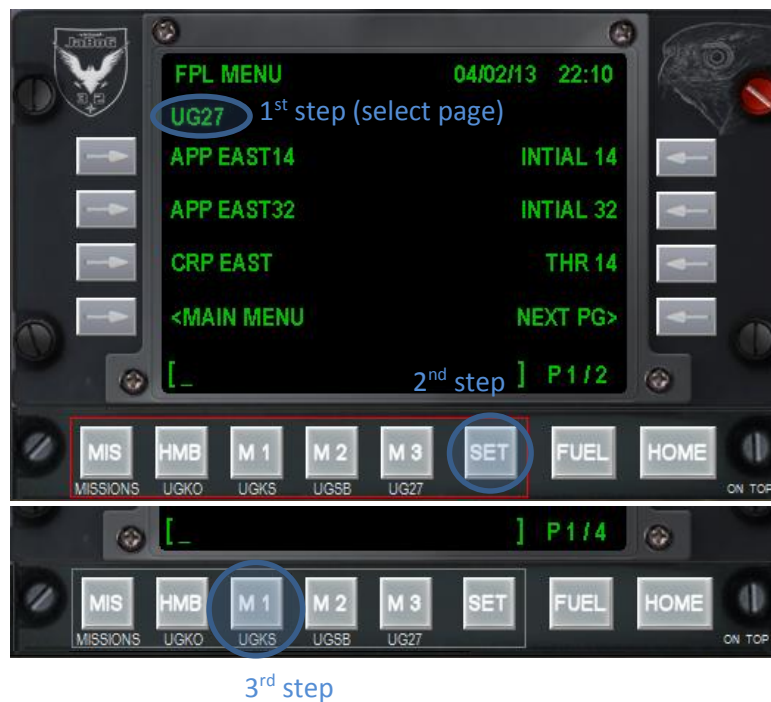 JaBoG
32
FPL MENU 04/02/13 22:10
UG27 1st step (select page)
APP EAST14 INTIAL 14
APP EAST32 INTIAL 32
CRP EAST THR 14
<MAIN MENU NEXT PG>
[_ 2nd step ] P 1 / 2
MIS HMB M 1 M 2 M 3 SET FUEL HOME
MISSIONS UGKO UGKS UGSB UG27 ON TOP
[_ ] P 1 / 4
MIS HMB M 1 M 2 M 3 SET FUEL HOME
MISSIONS UGKO UGKS UGSB UG27 ON TOP
3rd step